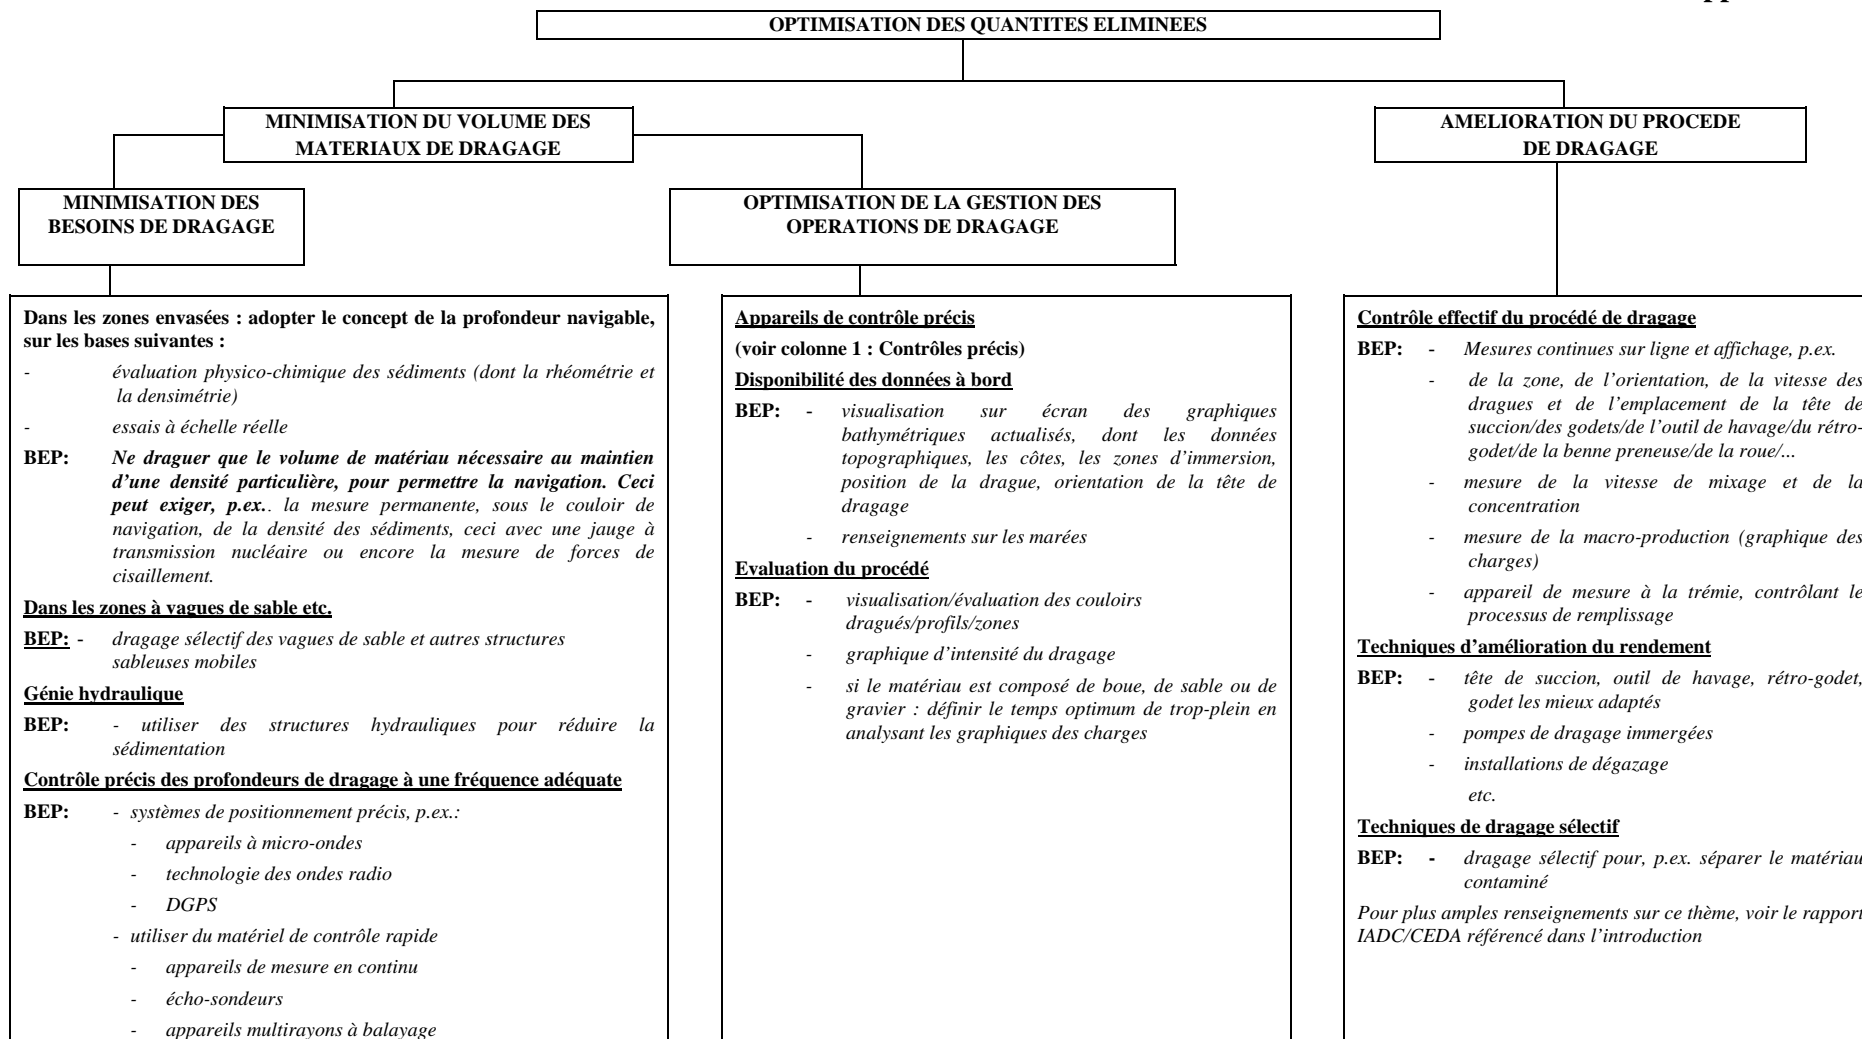 OPTIMISATION DES QUANTITES ELIMINEES
MINIMISATION DU VOLUME DES
MATERIAUX DE DRAGAGE
AMELIORATION DU PROCEDE
DE DRAGAGE
MINIMISATION DES
BESOINS DE DRAGAGE
OPTIMISATION DE LA GESTION DES
OPERATIONS DE DRAGAGE
Dans les zones envasées : adopter le concept de la profondeur navigable,
sur les bases suivantes :
- évaluation physico-chimique des sédiments (dont la rhéométrie et
la densimétrie)
- essais à échelle réelle
BEP: Ne draguer que le volume de matériau nécessaire au maintien
d'une densité particulière, pour permettre la navigation. Ceci
peut exiger, p.ex.. la mesure permanente, sous le couloir de
navigation, de la densité des sédiments, ceci avec une jauge à
transmission nucléaire ou encore la mesure de forces de
cisaillement.
Dans les zones à vagues de sable etc.
BEP: - dragage sélectif des vagues de sable et autres structures
sableuses mobiles
Génie hydraulique
BEP: - utiliser des structures hydrauliques pour réduire la
sédimentation
Contrôle précis des profondeurs de dragage à une fréquence adéquate
BEP: - systèmes de positionnement précis, p.ex.:
- appareils à micro-ondes
- technologie des ondes radio
- DGPS
- utiliser du matériel de contrôle rapide
- appareils de mesure en continu
- écho-sondeurs
- appareils multirayons à balayage
Appareils de contrôle précis
(voir colonne 1 : Contrôles précis)
Disponibilité des données à bord
BEP: - visualisation sur écran des graphiques
bathymétriques actualisés, dont les données
topographiques, les côtes, les zones d'immersion,
position de la drague, orientation de la tête de
dragage
- renseignements sur les marées
Evaluation du procédé
BEP: - visualisation/évaluation des couloirs
dragués/profils/zones
- graphique d'intensité du dragage
- si le matériau est composé de boue, de sable ou de
gravier : définir le temps optimum de trop-plein en
analysant les graphiques des charges
Contrôle effectif du procédé de dragage
BEP: - Mesures continues sur ligne et affichage, p.ex.
- de la zone, de l'orientation, de la vitesse des
dragues et de l'emplacement de la tête de
succion/des godets/de l'outil de havage/du rétro-
godet/de la benne preneuse/de la roue/...
- mesure de la vitesse de mixage et de la
concentration
- mesure de la macro-production (graphique des
charges)
- appareil de mesure à la trémie, contrôlant le
processus de remplissage
Techniques d'amélioration du rendement
BEP: - tête de succion, outil de havage, rétro-godet,
godet les mieux adaptés
- pompes de dragage immergées
- installations de dégazage
etc.
Techniques de dragage sélectif
BEP: - dragage sélectif pour, p.ex. séparer le matériau
contaminé
Pour plus amples renseignements sur ce thème, voir le rapport
IADC/CEDA référencé dans l'introduction